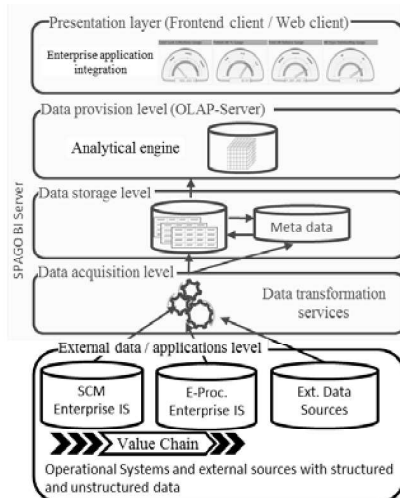 Presentation layer (Frontend client / Web client)
Enterprise application
integration
Data provision level (OLAP-Server)
Analytical engine
Data storage level
Meta data
SPAGO BI Server
Data acquisition level
Data transformation
services
External data / applications level
SCM
Enterprise IS
E-Proc.
Enterprise IS
Ext. Data
Sources
Value Chain
Operational Systems and external sources with structured
and unstructured data